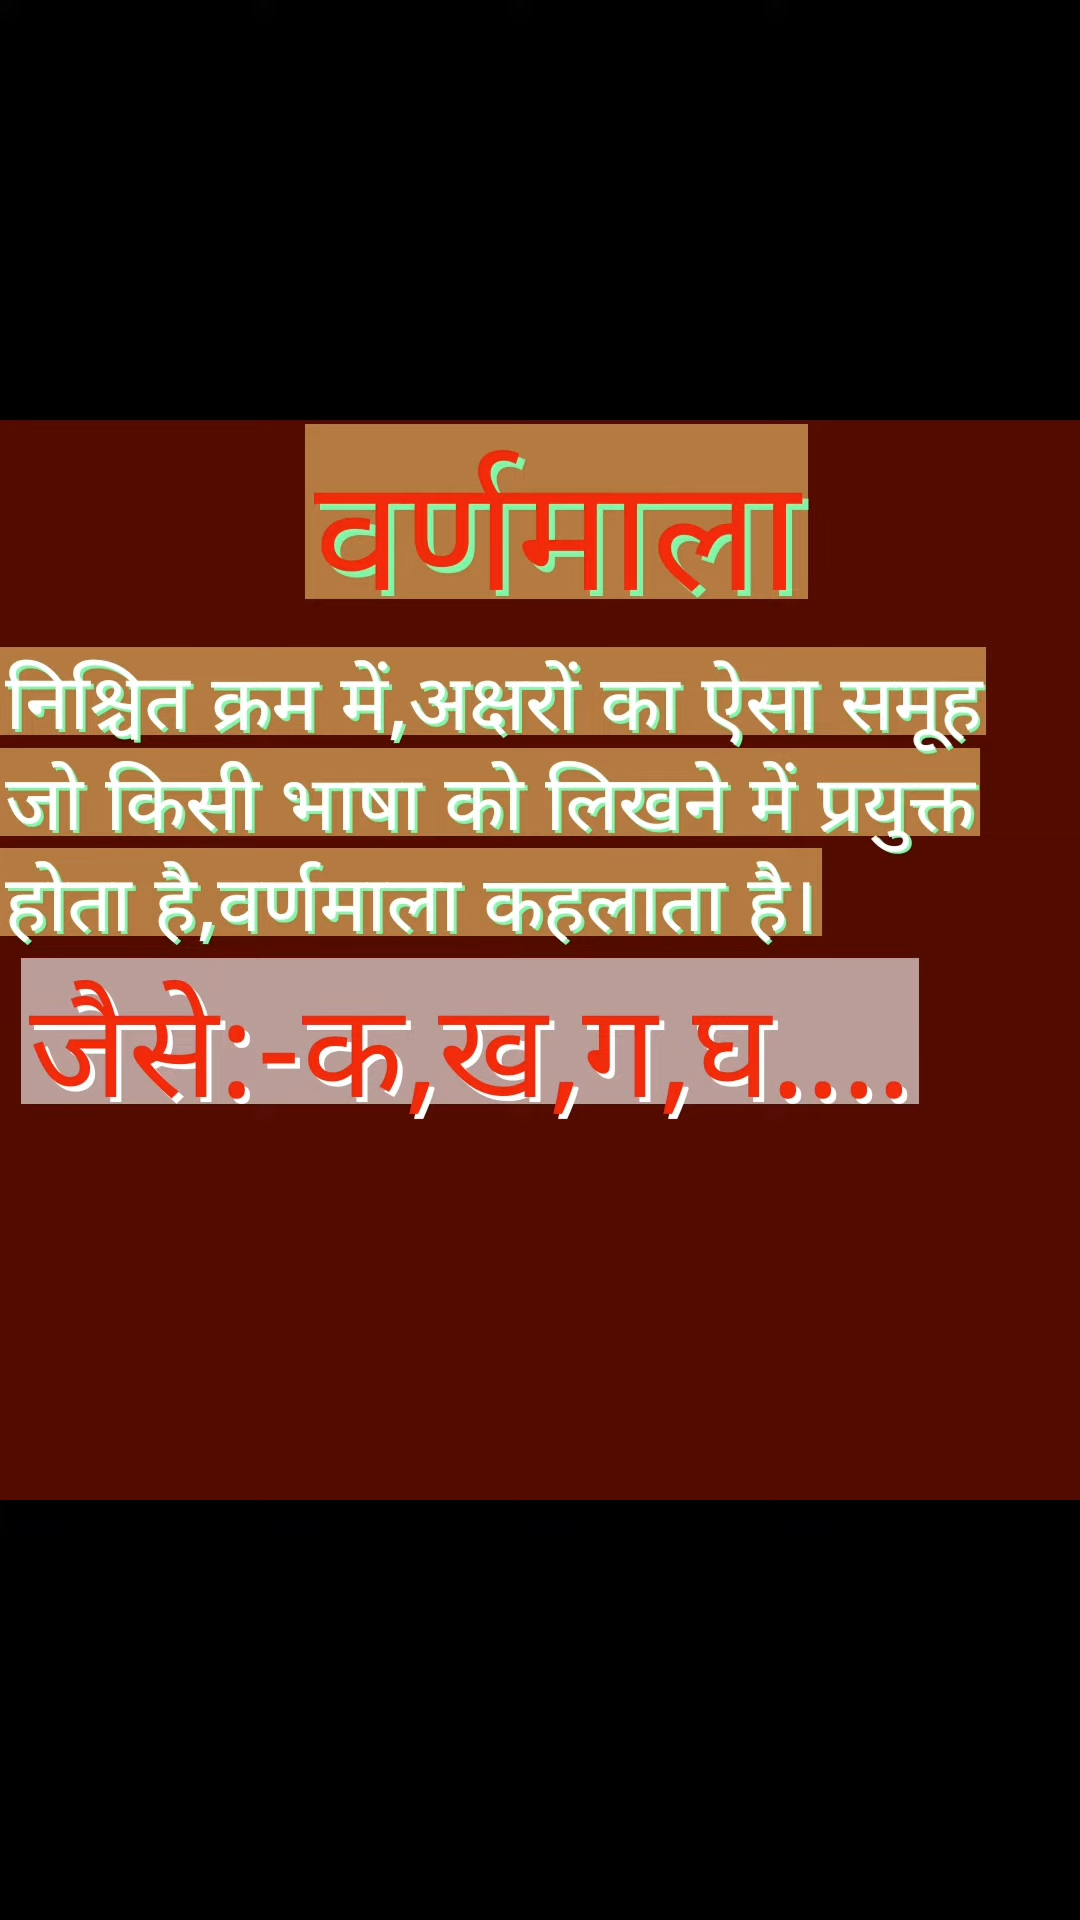 वर्णमाला
निश्चित क्रम में,अक्षरों का ऐसा समूह
जो किसी भाषा को लिखने में प्रयुक्त
होता है,वर्णमाला कहलाता है।
जैसे:-क,ख,ग,घ....